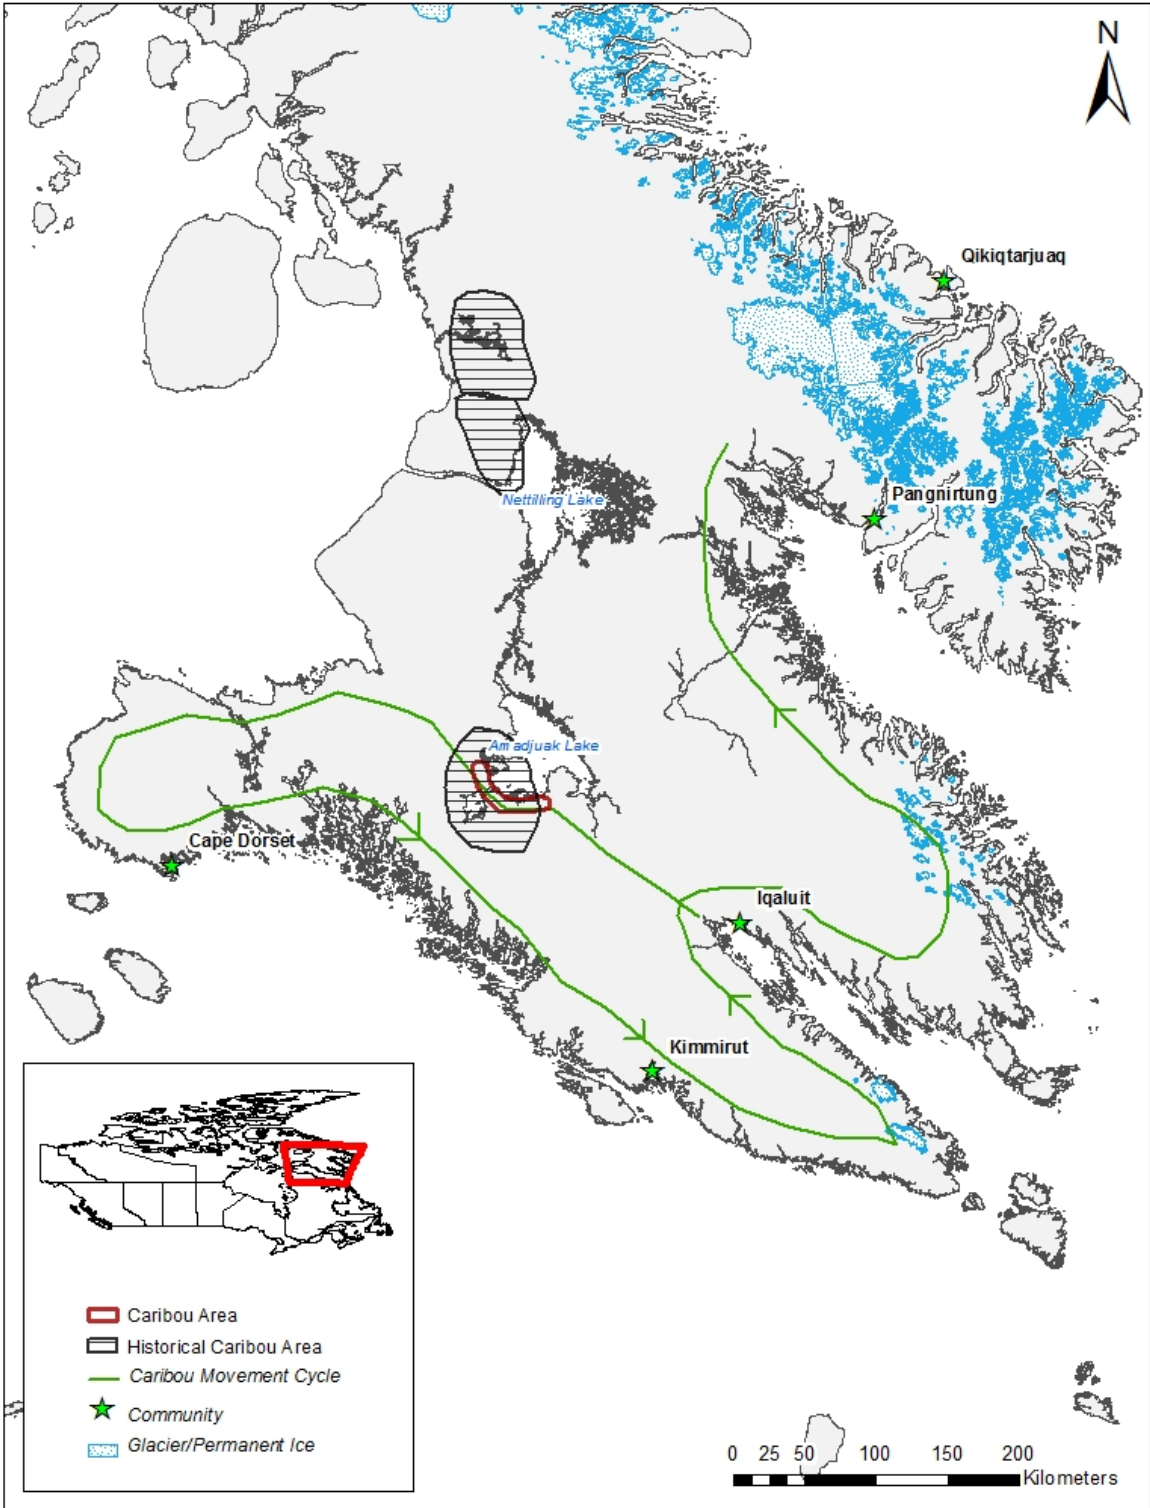 N
Qikiqtarjuaq
Pangnirtung
Nettilling Lake
Amadjuak Lake
Cape Dorset
Iqaluit
Kimmirut
Caribou Area
Historical Caribou Area
Caribou Movement Cycle
Community
Glacier/Permanent Ice
0 25 50 100 150 200
Kilometers